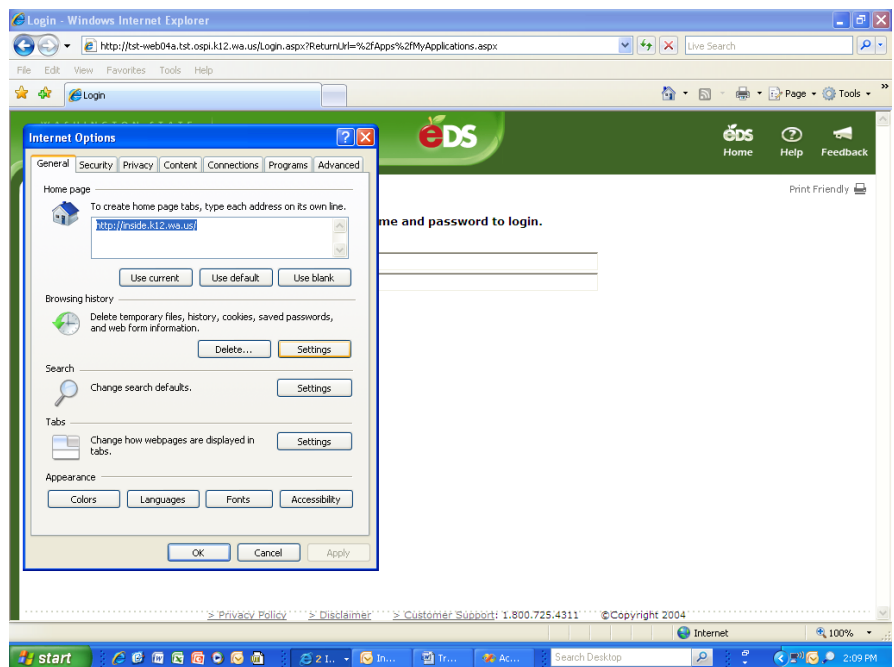 Login - Windows Internet Explorer
http://tst-web04a.tst.ospi.k12.wa.us/Login.aspx?ReturnUrl=%2fApps%2fMyApplications.aspx
Live Search
File Edit View Favorites Tools Help
Login
Page Tools
eDS
eDS
Home Help Feedback
Print Friendly
me and password to login.
Internet Options
General Security Privacy Content Connections Programs Advanced
Home page
To create home page tabs, type each address on its own line.
http://inside.k12.wa.us/
Use current Use default Use blank
Browsing history
Delete temporary files, history, cookies, saved passwords,
and web form information.
Delete... Settings
Search
Change search defaults. Settings
Tabs
Change how webpages are displayed in
tabs.
Settings
Appearance
Colors Languages Fonts Accessibility
OK Cancel Apply
> Privacy Policy > Disclaimer > Customer Support: 1.800.725.4311 ©Copyright 2004
Internet 100%
start 2 I.. In... Tr... Ac... Search Desktop 2:09 PM